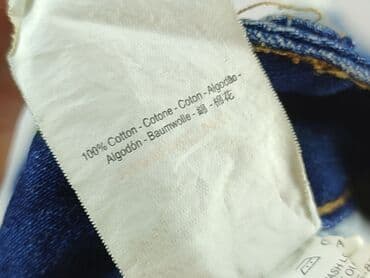 100% Cotton - Cotone - Coton - Algodão -
Algodón - Baumwolle - 綿 - 棉花